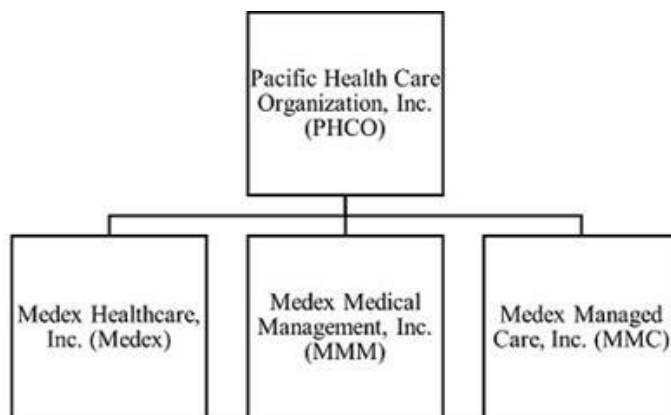 Pacific Health Care
Organization, Inc.
(PHCO)
Medex Healthcare,
Inc. (Medex)
Medex Medical
Management, Inc.
(MMM)
Medex Managed
Care, Inc. (MMC)